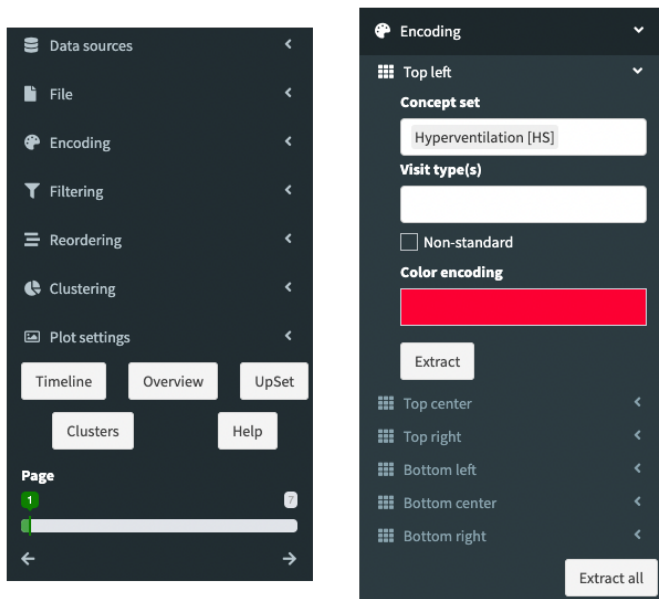 Data sources
File
Encoding
Filtering
Reordering
Clustering
Plot settings
Timeline Overview UpSet
Clusters Help
Page
1 7
Encoding
Top left
Concept set
Hyperventilation [HS]
Visit type(s)
Non-standard
Color encoding
Extract
Top center
Top right
Bottom left
Bottom center
Bottom right
Extract all